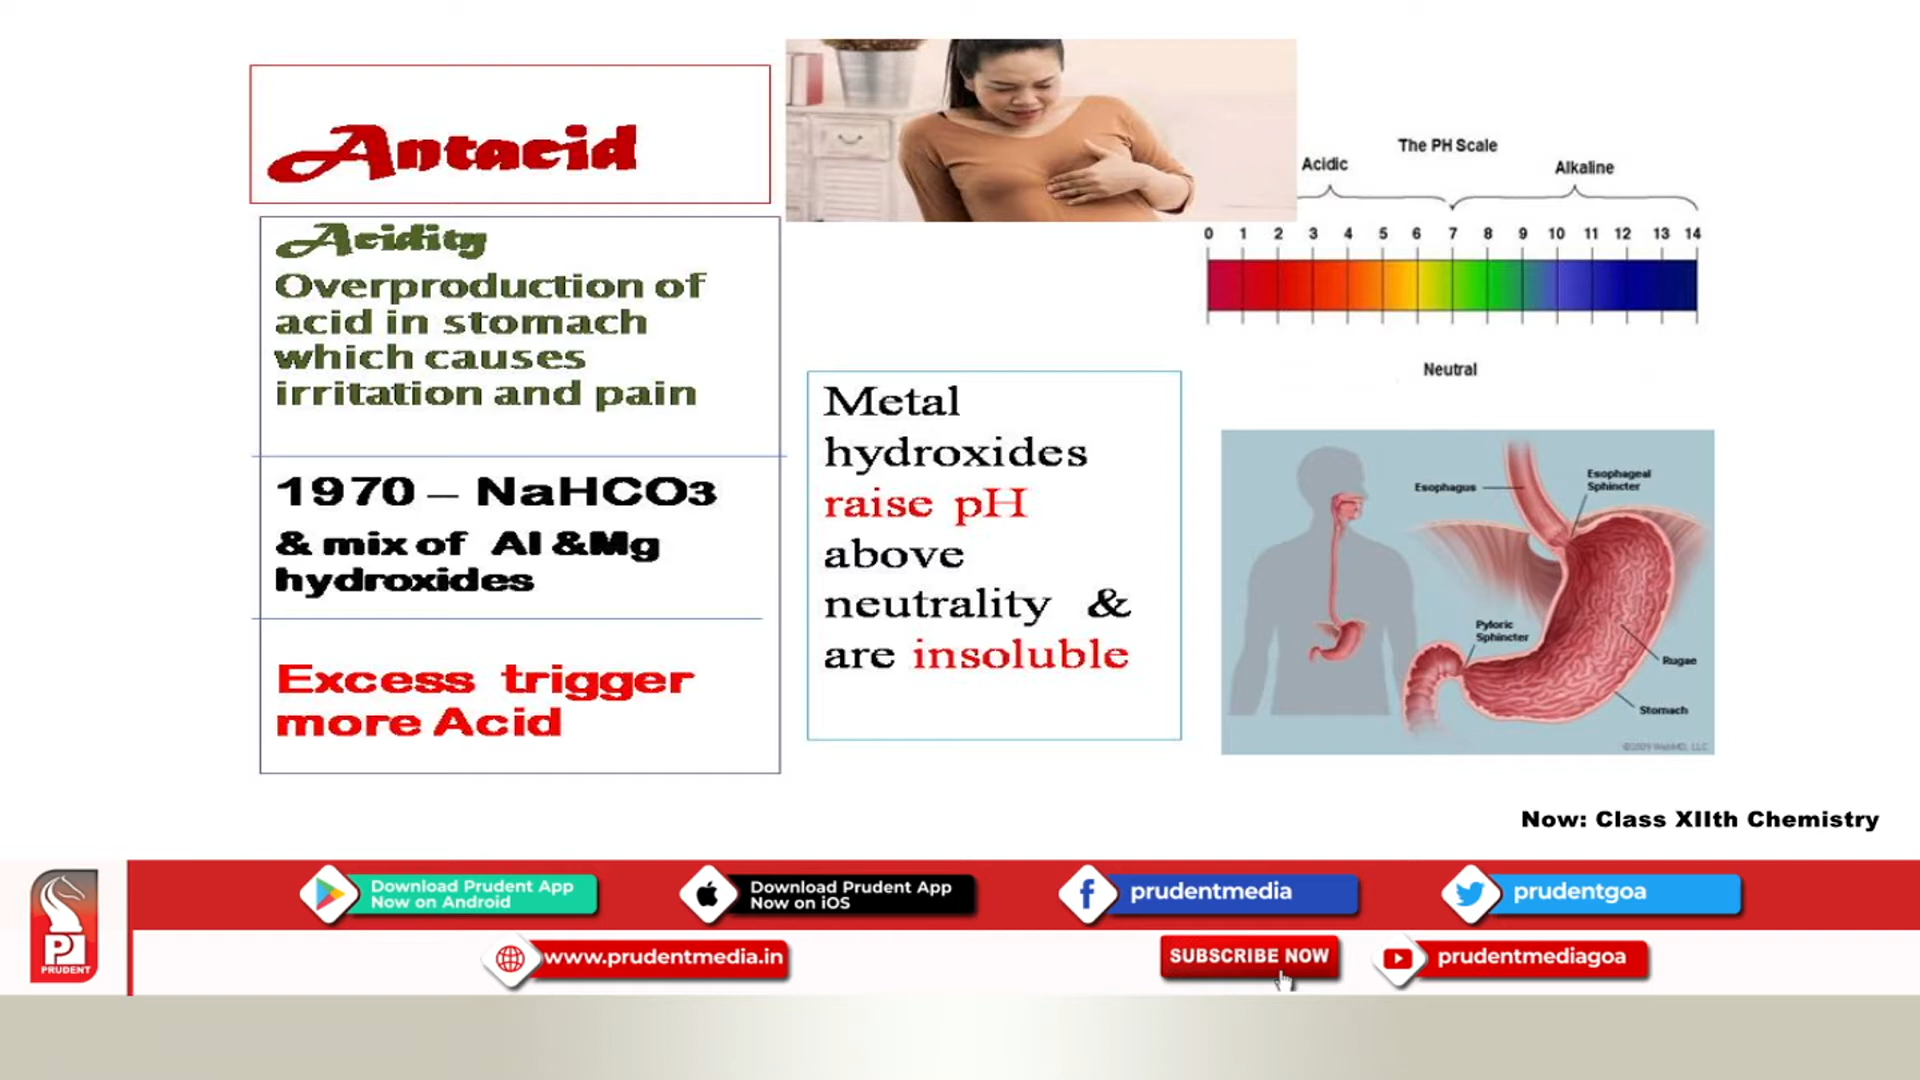 Antacid
Acidity
Overproduction of
acid in stomach
which causes
irritation and pain
1970 – NaHCO3
& mix of Al &Mg
hydroxides
Excess trigger
more Acid
Metal
hydroxides
raise pH
above
neutrality &
are insoluble
The PH Scale
Acidic
Alkaline
0 1 2 3 4 5 6 7 8 9 10 11 12 13 14
Neutral
Esophagus
Esophageal
Sphincter
Pyloric
Sphincter
Rugae
Stomach
©2009 WebMD, LLC
Now: Class XIIth Chemistry
PRUDENT
Download Prudent App
Now on Android
Download Prudent App
Now on iOS
prudentmedia
prudentgoa
www.prudentmedia.in
SUBSCRIBE NOW
prudentmediagoa